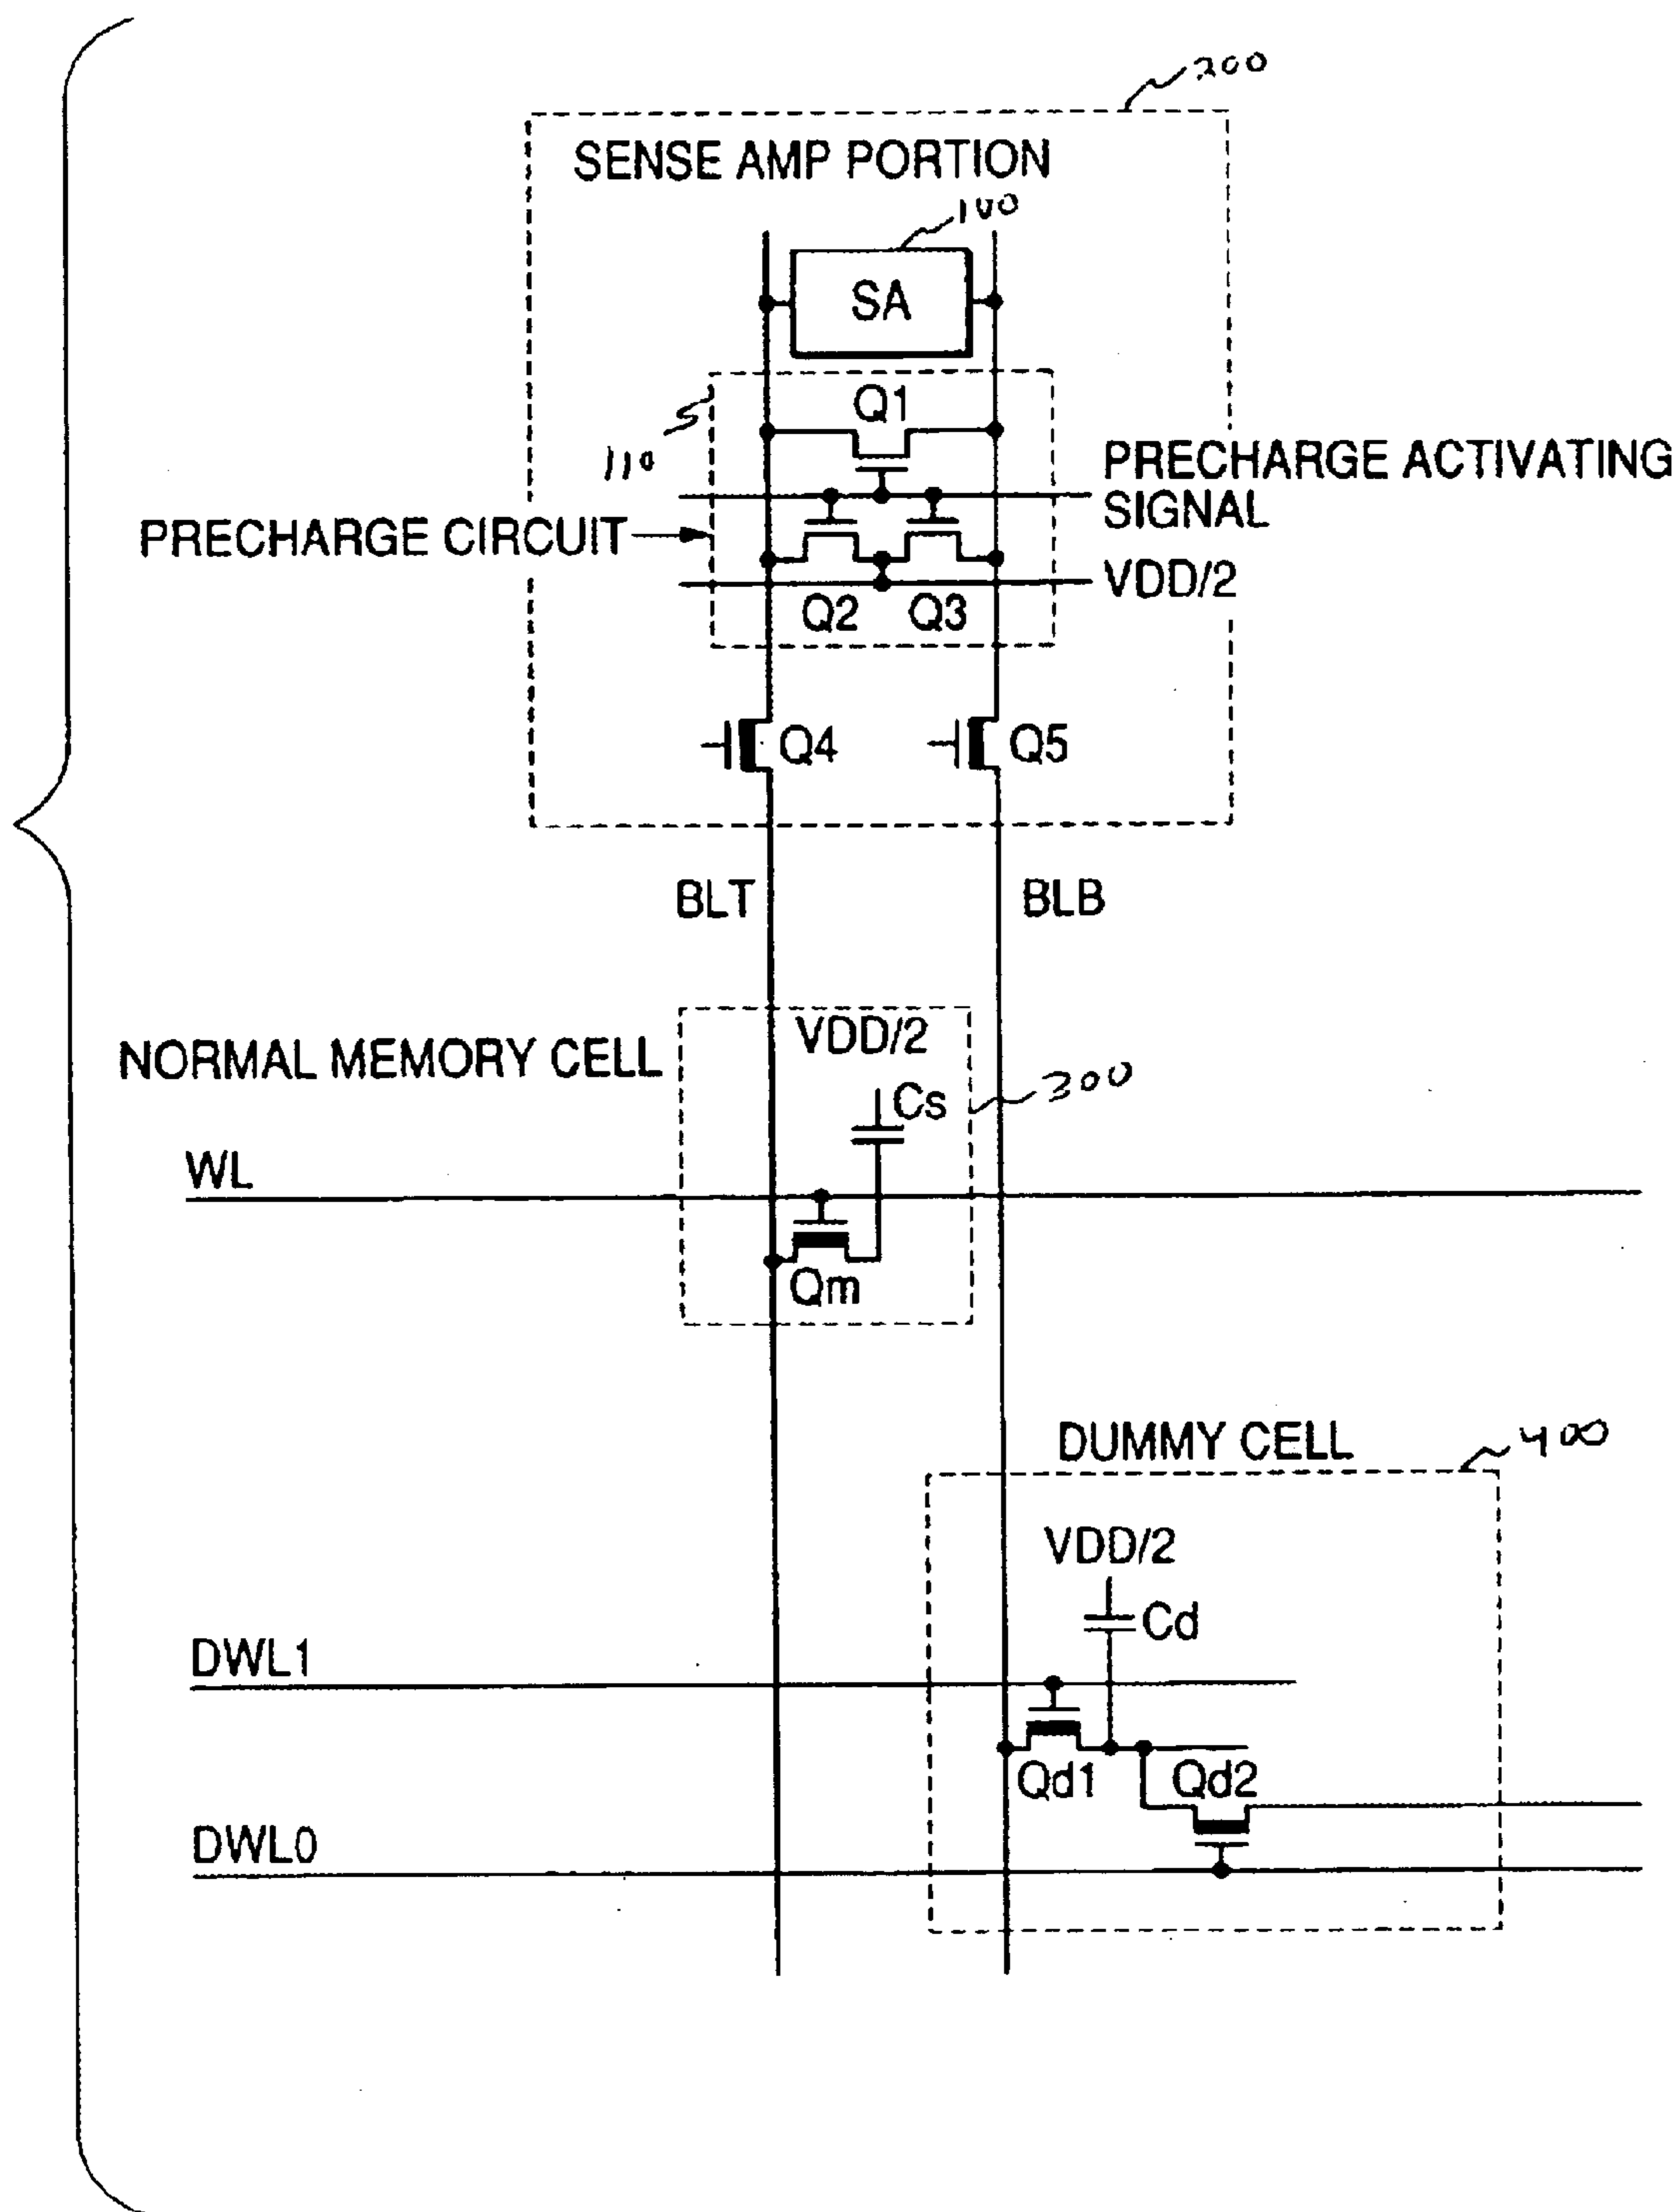 200
SENSE AMP PORTION
100
SA
Q1
110
PRECHARGE ACTIVATING
SIGNAL
PRECHARGE CIRCUIT
VDD/2
Q2
Q3
Q4
Q5
BLT
BLB
VDD/2
NORMAL MEMORY CELL
Cs
300
WL
Qm
DUMMY CELL
400
VDD/2
Cd
DWL1
Qd1
Qd2
DWL0